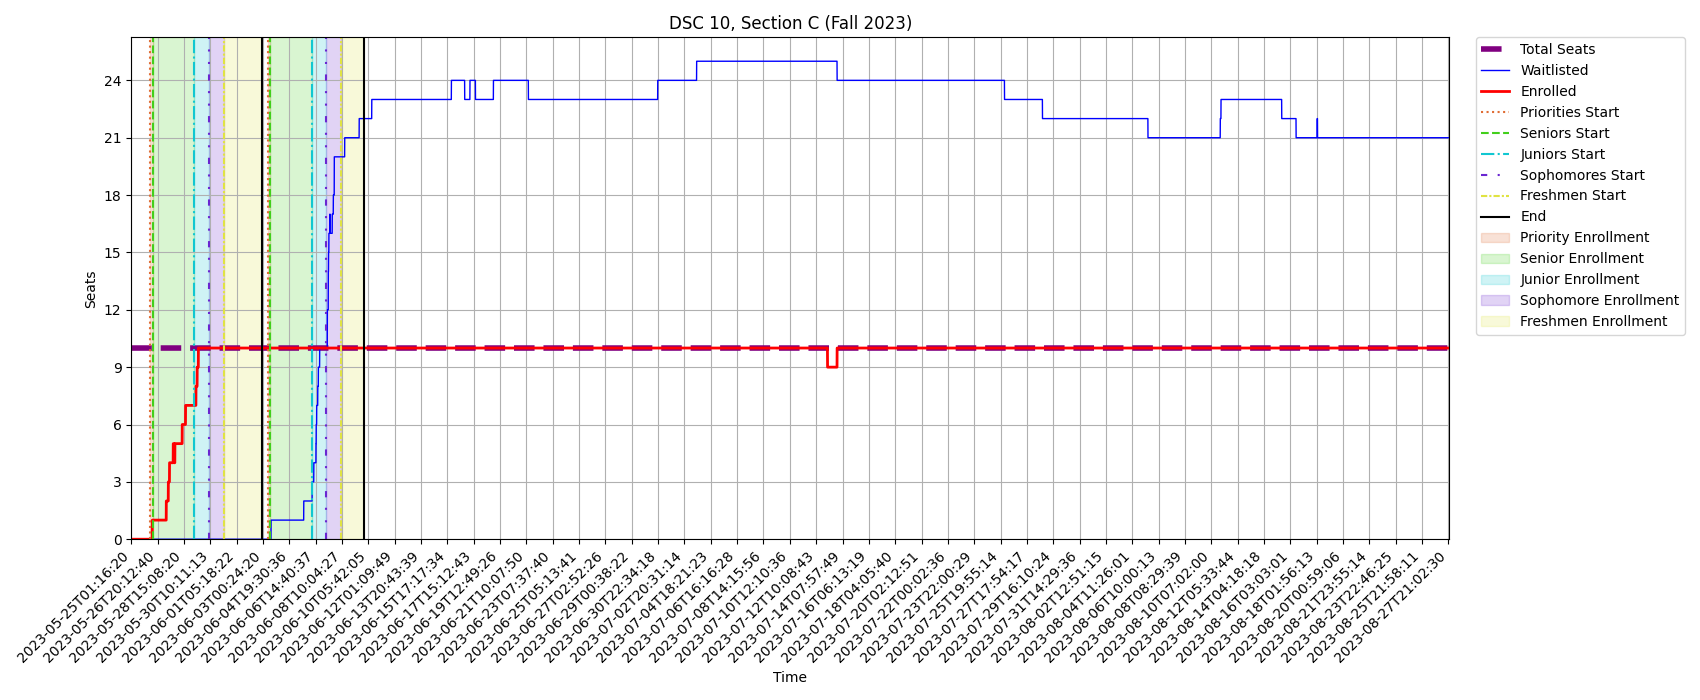 DSC 10, Section C (Fall 2023)
Seats
24
21
18
15
12
9
6
3
0
2023-05-25T01:16:20
2023-05-26T20:12:40
2023-05-28T15:08:20
2023-05-30T10:11:13
2023-06-01T05:18:22
2023-06-03T00:24:20
2023-06-04T19:30:36
2023-06-06T14:40:37
2023-06-08T10:04:27
2023-06-10T05:42:05
2023-06-12T01:09:49
2023-06-13T20:43:39
2023-06-15T17:17:34
2023-06-17T15:12:43
2023-06-19T12:49:26
2023-06-21T10:07:50
2023-06-23T07:37:40
2023-06-25T05:13:41
2023-06-27T02:52:26
2023-06-29T00:38:22
2023-06-30T22:34:18
2023-07-02T20:31:14
2023-07-04T18:21:23
2023-07-06T16:16:28
2023-07-08T14:15:56
2023-07-10T12:10:36
2023-07-12T10:08:43
2023-07-14T07:57:49
2023-07-16T06:13:19
2023-07-18T04:05:40
2023-07-20T02:12:51
2023-07-22T00:02:36
2023-07-23T22:00:29
2023-07-25T19:55:14
2023-07-27T17:54:17
2023-07-29T16:10:24
2023-07-31T14:29:36
2023-08-02T12:51:15
2023-08-04T11:26:01
2023-08-06T10:00:13
2023-08-08T08:29:39
2023-08-10T07:02:00
2023-08-12T05:33:44
2023-08-14T04:18:18
2023-08-16T03:03:01
2023-08-18T01:56:13
2023-08-20T00:59:06
2023-08-21T23:55:14
2023-08-23T22:46:25
2023-08-25T21:58:11
2023-08-27T21:02:30
Time
Total Seats
Waitlisted
Enrolled
Priorities Start
Seniors Start
Juniors Start
Sophomores Start
Freshmen Start
End
Priority Enrollment
Senior Enrollment
Junior Enrollment
Sophomore Enrollment
Freshmen Enrollment